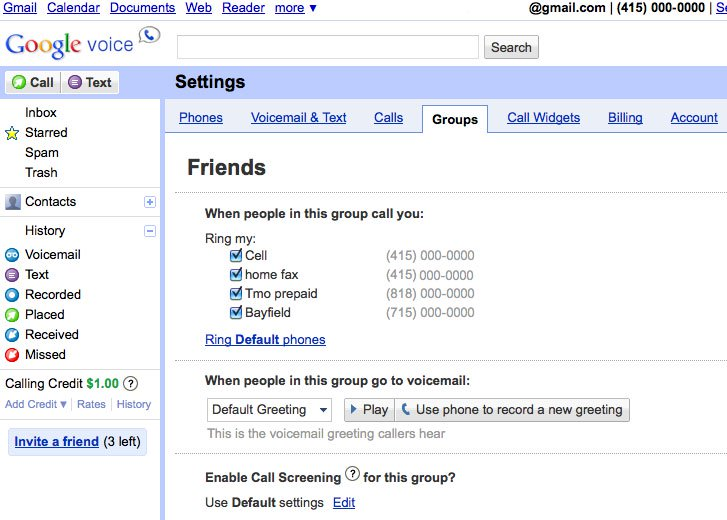 Gmail Calendar Documents Web Reader more ▼ @gmail.com | (415) 000-0000 |
Google voice Search
Call Text Settings
Inbox
Starred
Spam
Trash
Contacts
History
Voicemail
Text
Recorded
Placed
Received
Missed
Calling Credit $1.00 ?
Add Credit ▼ | Rates | History
Invite a friend (3 left)
Phones Voicemail & Text Calls Groups Call Widgets Billing Account
Friends
When people in this group call you:
Ring my:
Cell (415) 000-0000
home fax (415) 000-0000
Tmo prepaid (818) 000-0000
Bayfield (715) 000-0000
Ring Default phones
When people in this group go to voicemail:
Default Greeting Play Use phone to record a new greeting
This is the voicemail greeting callers hear
Enable Call Screening ? for this group?
Use Default settings Edit